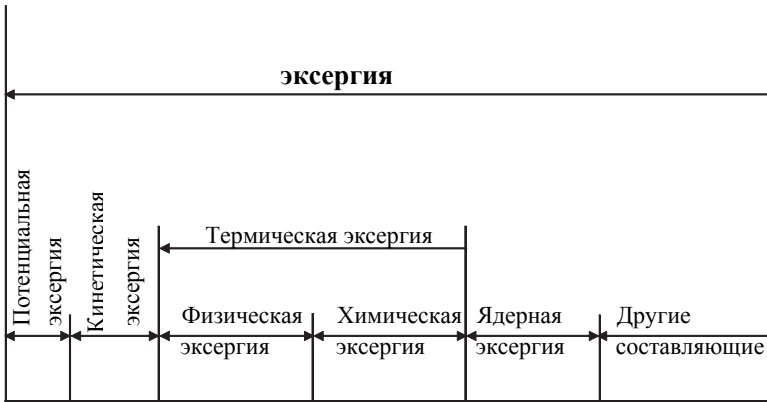 эксергия
Потенциальная
эксергия
Кинетическая
эксергия
Термическая эксергия
Физическая
эксергия
Химическая
эксергия
Ядерная
эксергия
Другие
составляющие